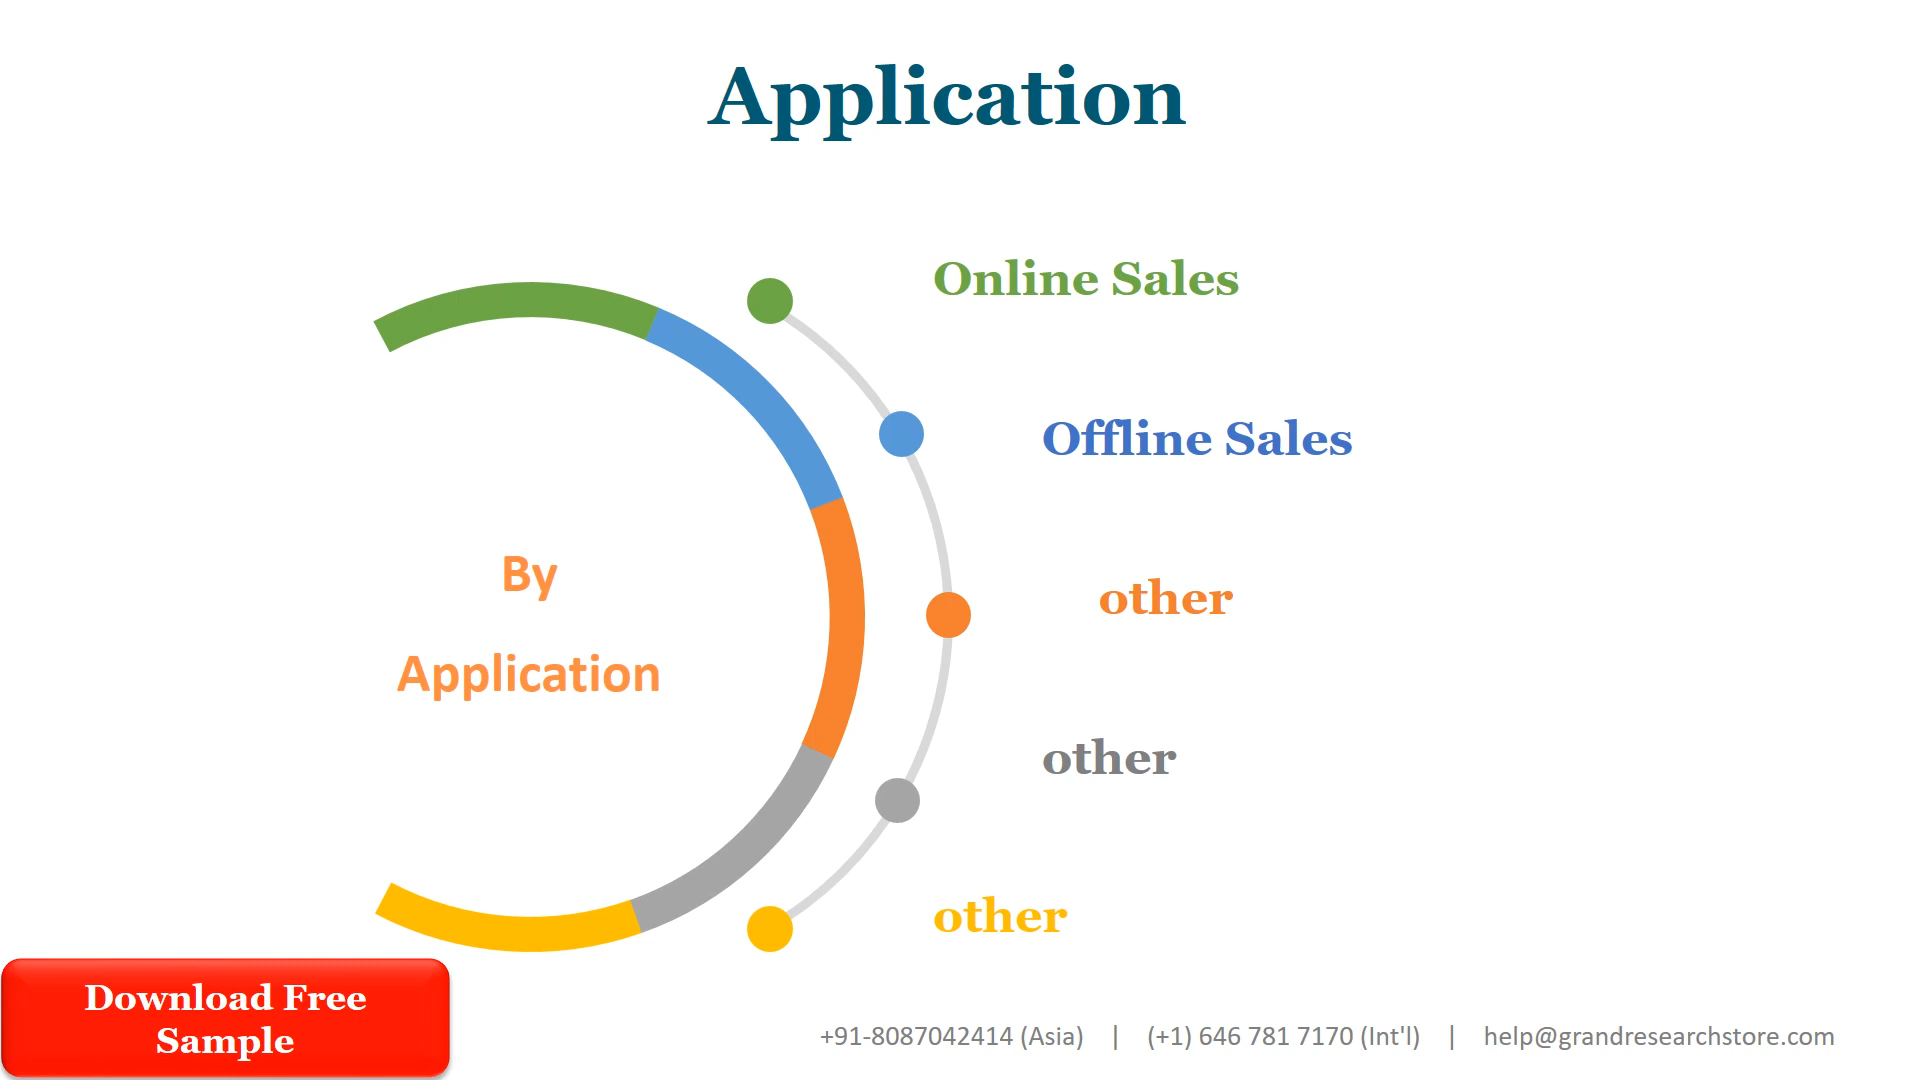 Application
Online Sales
Offline Sales
By
Application
other
other
other
Download Free
Sample
+91-8087042414 (Asia) | (+1) 646 781 7170 (Int'l) | help@grandresearchstore.com